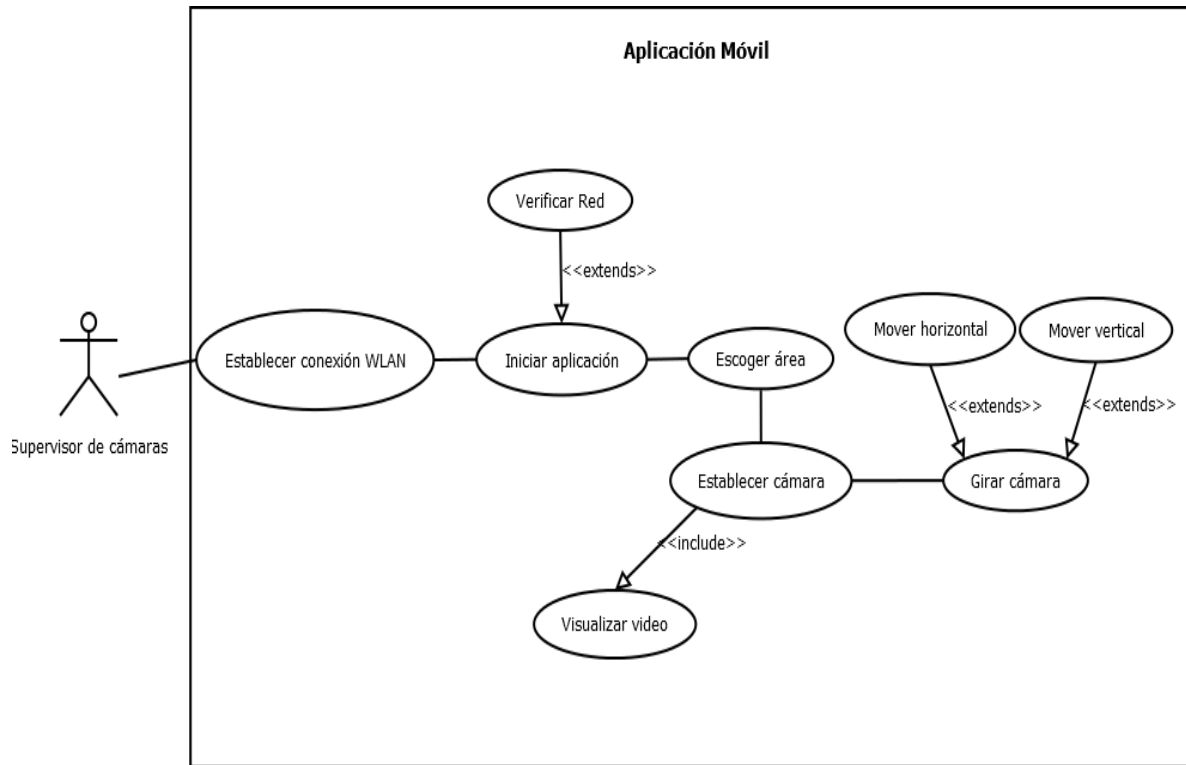 Aplicación Móvil
Verificar Red
<<extends>>
Mover horizontal
Mover vertical
Establecer conexión WLAN
Iniciar aplicación
Escoger área
<<extends>>
<<extends>>
Supervisor de cámaras
Establecer cámara
Girar cámara
<<include>>
Visualizar video